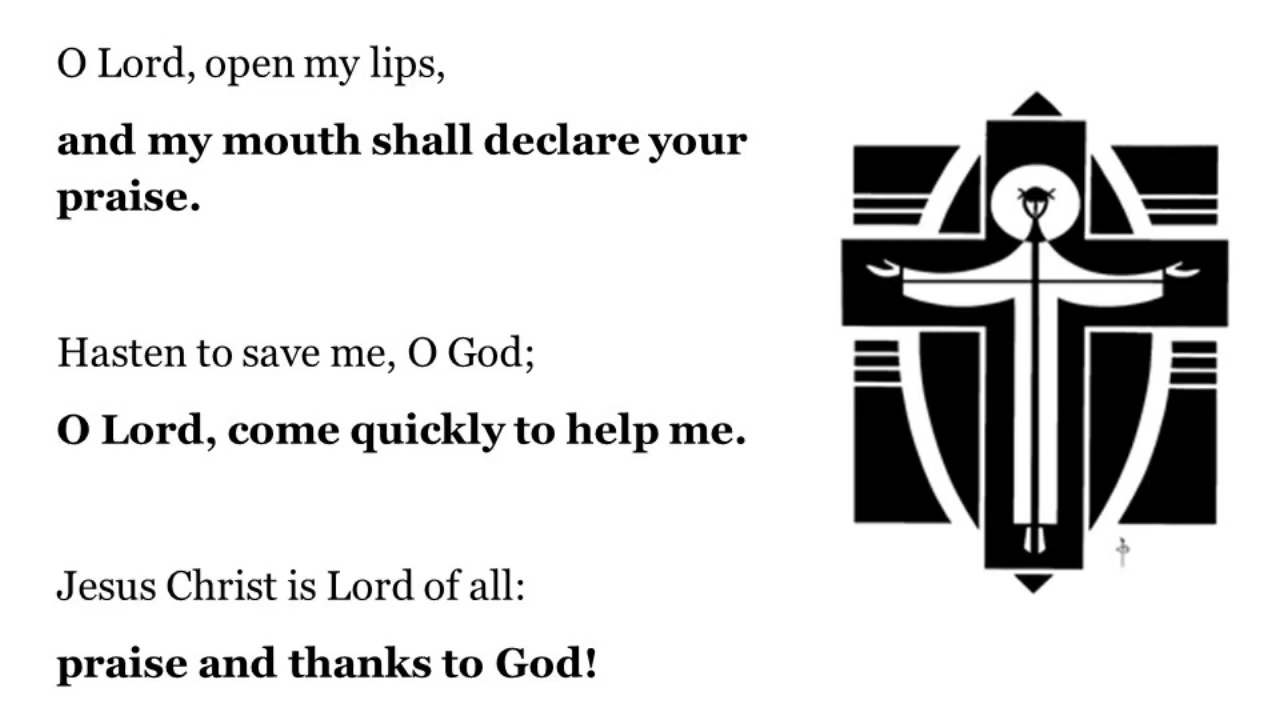 O Lord, open my lips,
and my mouth shall declare your
praise.
Hasten to save me, O God;
O Lord, come quickly to help me.
Jesus Christ is Lord of all:
praise and thanks to God!